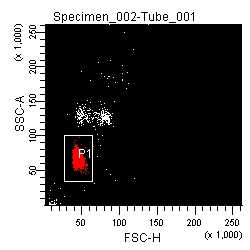 Specimen_002-Tube_001
(x 1,000)
SSC-A
250
200
150
100
50
P1
50 100 150 200 250
FSC-H (x 1,000)